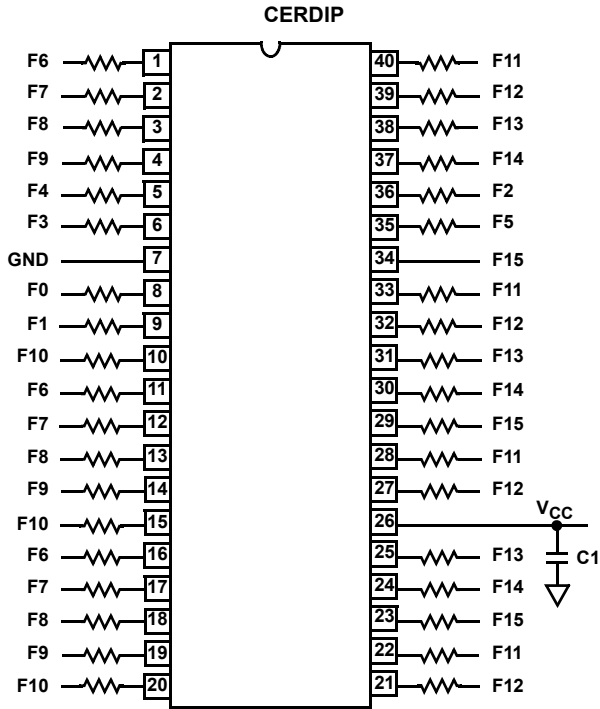 CERDIP
F6 1 40 F11
F7 2 39 F12
F8 3 38 F13
F9 4 37 F14
F4 5 36 F2
F3 6 35 F5
GND 7 34 F15
F0 8 33 F11
F1 9 32 F12
F10 10 31 F13
F6 11 30 F14
F7 12 29 F15
F8 13 28 F11
F9 14 27 F12
F10 15 26 VCC
F6 16 25 F13 C1
F7 17 24 F14
F8 18 23 F15
F9 19 22 F11
F10 20 21 F12